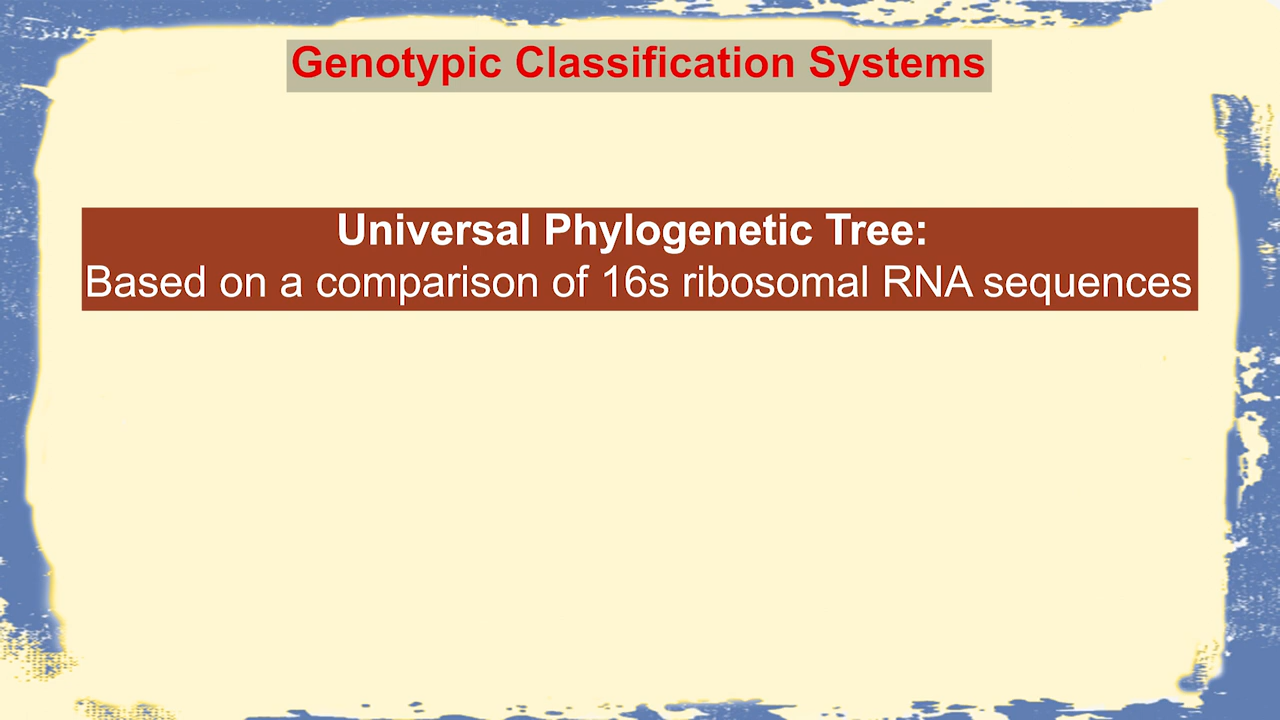 Genotypic Classification Systems
Universal Phylogenetic Tree:
Based on a comparison of 16s ribosomal RNA sequences